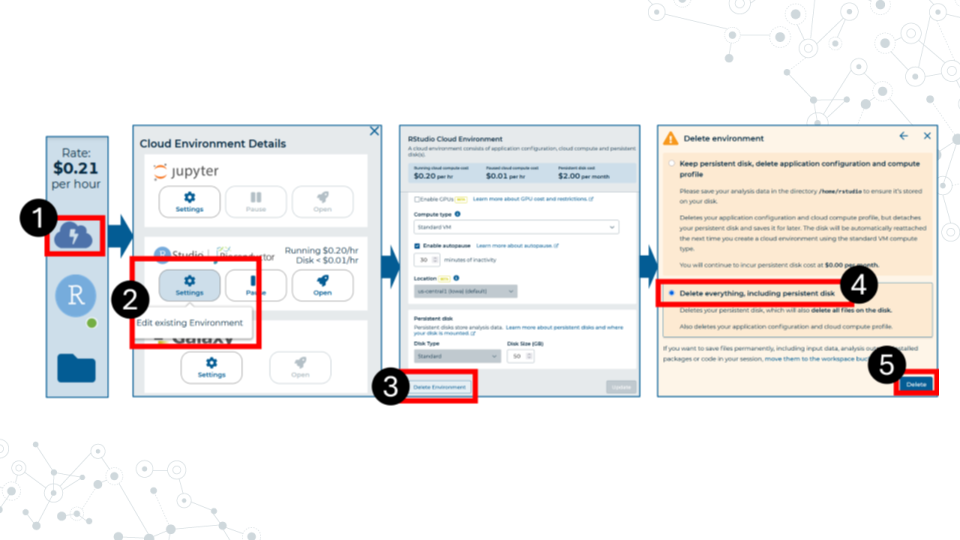 1
Rate:
$0.21
per hour
R
Cloud Environment Details
Jupyter
Settings
Pause
Open
R Studio
Running $0.20/hr
Disk < $0.01/hr
2
Settings
Open
Edit existing Environment
Galaxy
Settings
Open
RStudio Cloud Environment
A cloud environment consists of application configuration, cloud compute and persistent
disk(s).
Running cloud compute cost
$0.20 per hr
Paused cloud compute cost
$0.01 per hr
Persistent disk cost
$2.00 per month
Enable GPUs BETA Learn more about GPU cost and restrictions.
Compute type
Standard VM
Enable autopause Learn more about autopause.
30 minutes of inactivity
Location BETA
us-central1 (Iowa) (default)
Persistent disk
Persistent disks store analysis data. Learn more about persistent disks and where
your disk is mounted.
Disk Type
Disk Size (GB)
Standard
50
3
Delete Environment
Update
Delete environment
Keep persistent disk, delete application configuration and compute
profile
Please save your analysis data in the directory /home/rstudio to ensure it's stored
on your disk.
Deletes your application configuration and cloud compute profile, but detaches
your persistent disk and saves it for later. The disk will be automatically reattached
the next time you create a cloud environment using the standard VM compute
type.
You will continue to incur persistent disk cost at $0.00 per month.
4
Delete everything, including persistent disk
Deletes your persistent disk, which will also delete all files on the disk.
Also deletes your application configuration and cloud compute profile.
If you want to save files permanently, including input data, analysis
packages or code in your session, move them to the workspace
5
Delete